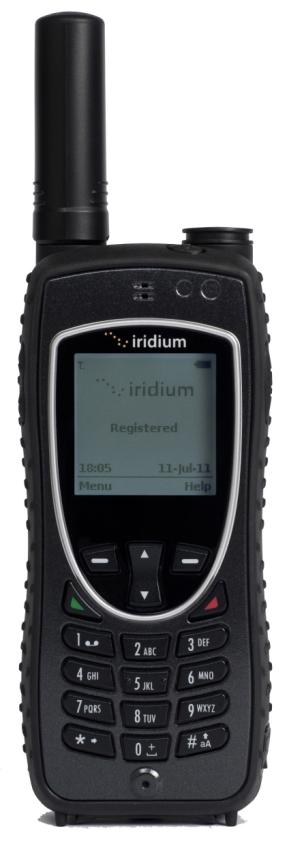 iridium
iridium
Registered
18:05 11-Jul-11
Menu Help
1 2 ABC 3 DEF
4 GHI 5 JKL 6 MNO
7 PQRS 8 TUV 9 WXYZ
* 0 ± # aA